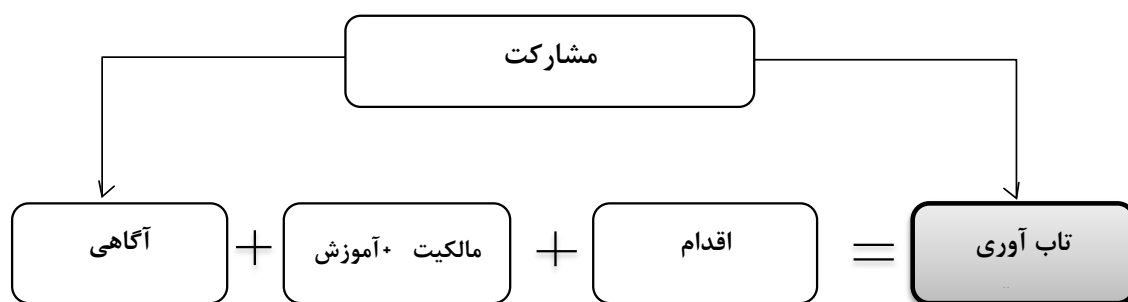 مشارکت
آگاهی + مالکیت +آموزش + اقدام = تاب آوری